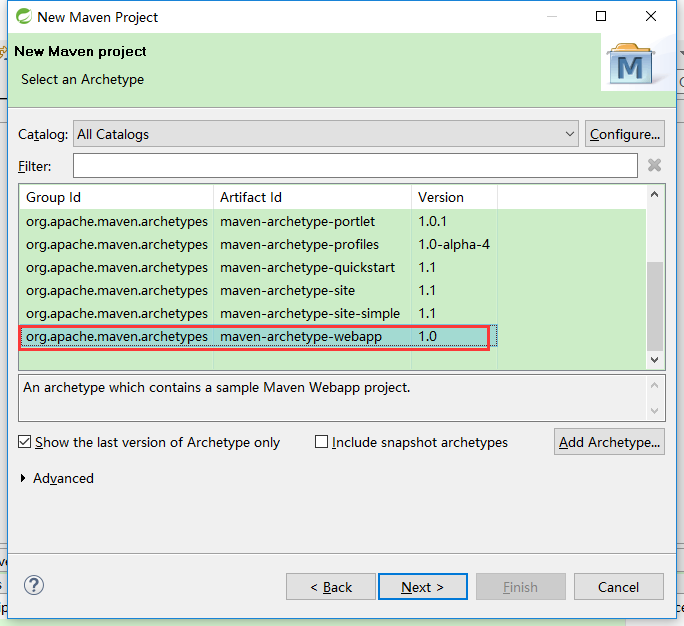 New Maven Project
New Maven project
Select an Archetype
M
Catalog: All Catalogs Configure...
Filter:
Group Id Artifact Id Version
org.apache.maven.archetypes maven-archetype-portlet 1.0.1
org.apache.maven.archetypes maven-archetype-profiles 1.0-alpha-4
org.apache.maven.archetypes maven-archetype-quickstart 1.1
org.apache.maven.archetypes maven-archetype-site 1.1
org.apache.maven.archetypes maven-archetype-site-simple 1.1
org.apache.maven.archetypes maven-archetype-webapp 1.0
An archetype which contains a sample Maven Webapp project.
Show the last version of Archetype only Include snapshot archetypes Add Archetype...
Advanced
? < Back Next > Finish Cancel